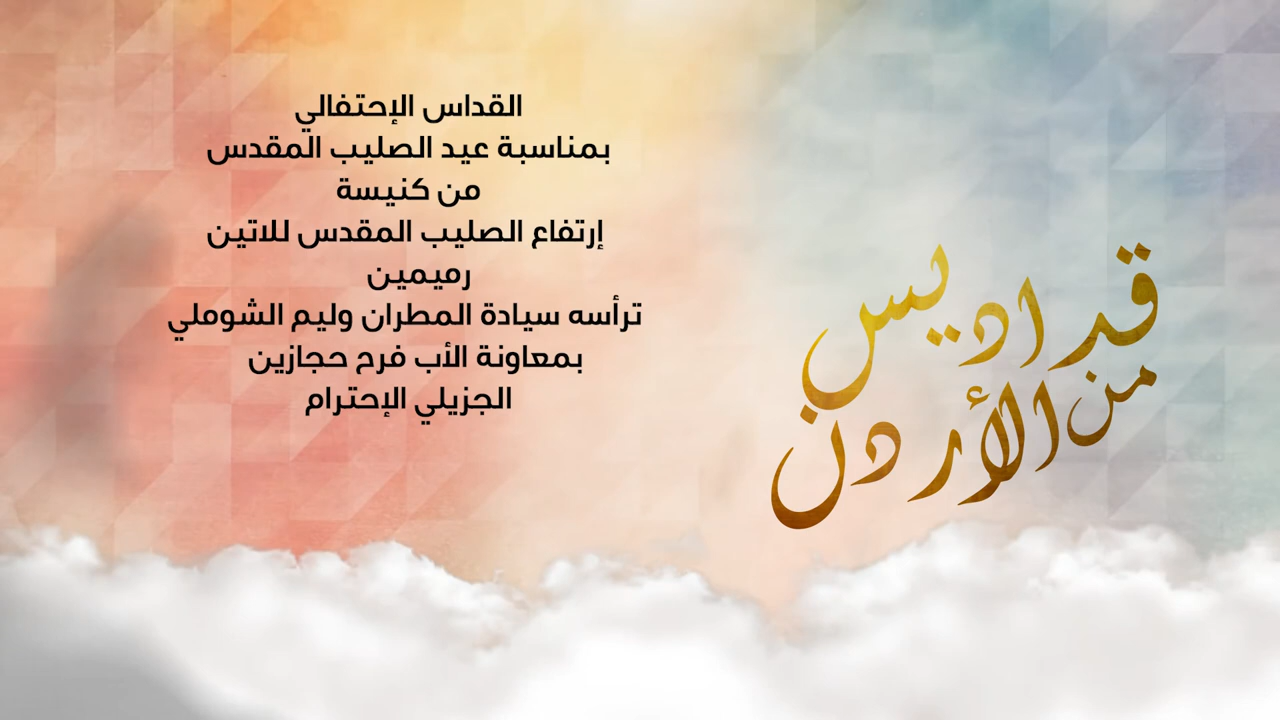 القداس الإحتفالي
بمناسبة عيد الصليب المقدس
من كنيسة
إرتفاع الصليب المقدس للاتين
رميمين
ترأسه سيادة المطران وليم الشوملي
بمعاونة الأب فرح حجازين
الجزيلي الإحترام
قداديس
من الأردن